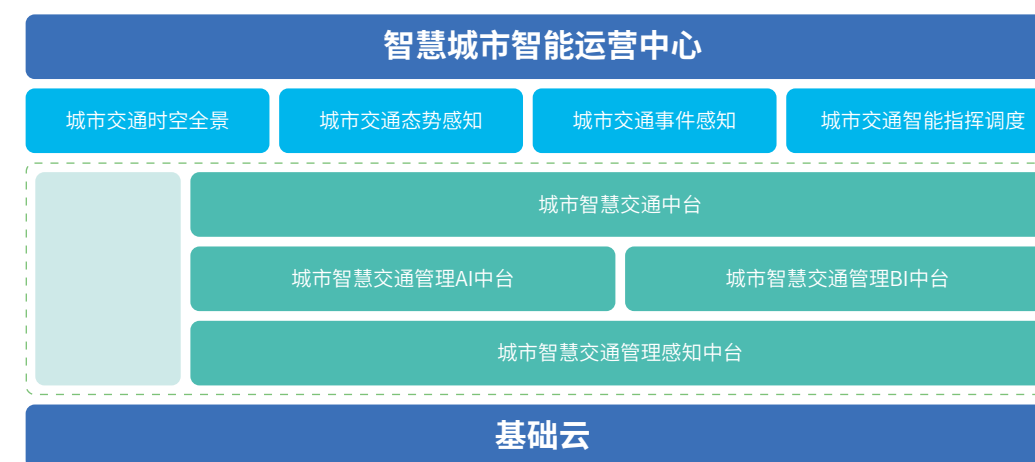 智慧城市智能运营中心
城市交通时空全景
城市交通态势感知
城市交通事件感知
城市交通智能指挥调度
城市智慧交通中台
城市智慧交通管理AI中台
城市智慧交通管理BI中台
城市智慧交通管理感知中台
基础云